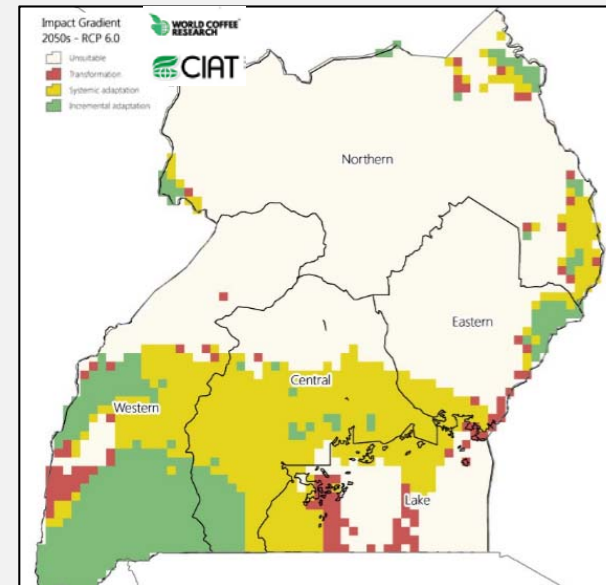 Impact Gradient
2050s - RCP 6.0
Unsuitable
Transformation
Systemic adaptation
Incremental adaptation
WORLD COFFEE
RESEARCH
CIAT
Northern
Eastern
Central
Western
Lake